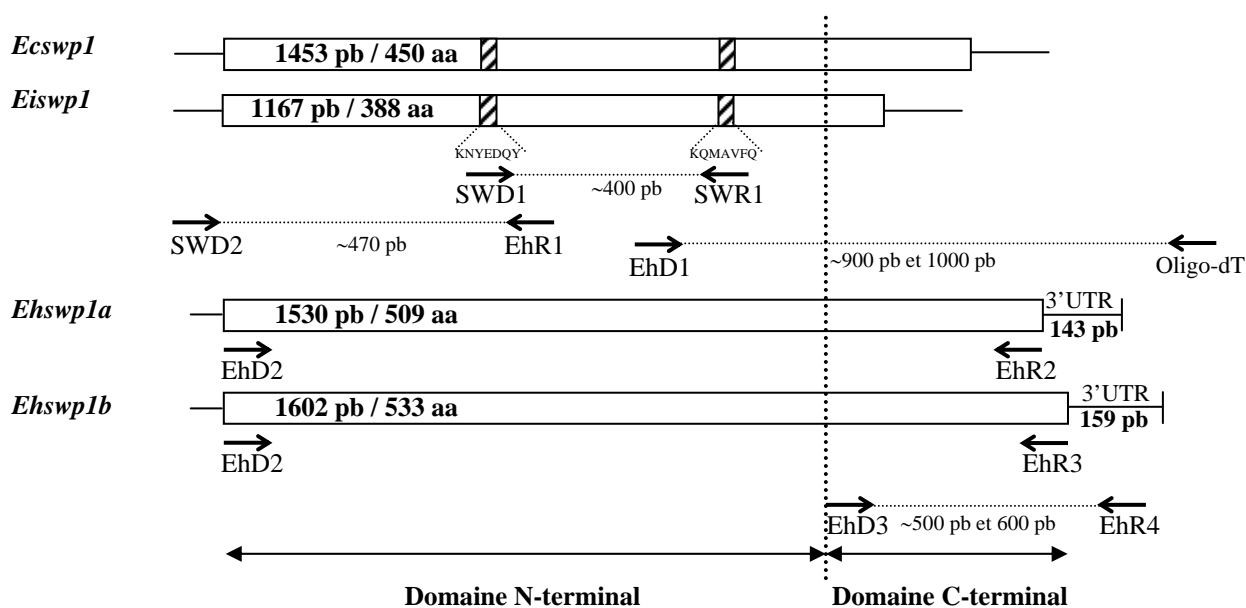 Ecswp1
1453 pb / 450 aa
Eiswp1
1167 pb / 388 aa
KNYEDQY KQMAVFQ
SWD1 ~400 pb SWR1
SWD2 ~470 pb EhR1
EhD1 ~900 pb et 1000 pb Oligo-dT
Ehswp1a
1530 pb / 509 aa
3'UTR
143 pb
EhD2 EhR2
Ehswp1b
1602 pb / 533 aa
3'UTR
159 pb
EhD2 EhR3
EhD3 ~500 pb et 600 pb EhR4
Domaine N-terminal Domaine C-terminal